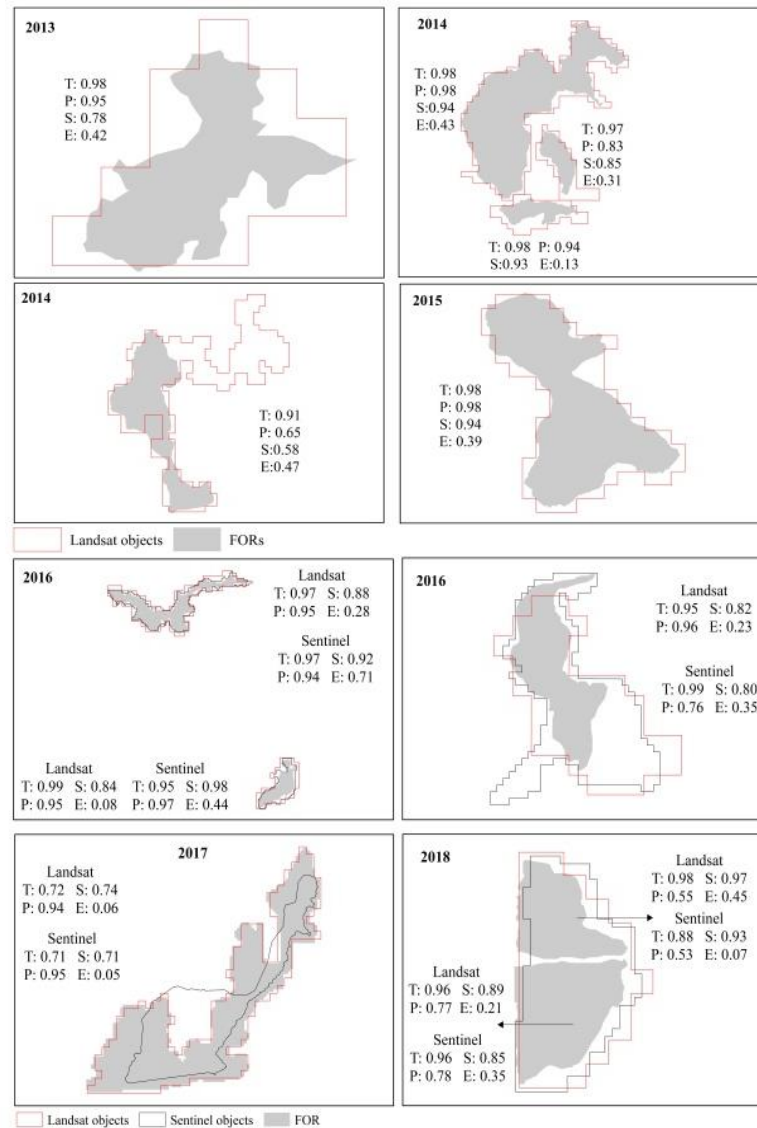 2013
T: 0.98
P: 0.95
S: 0.78
E: 0.42
2014
T: 0.98
P: 0.98
S:0.94
E:0.43
T: 0.97
P: 0.83
S:0.85
E:0.31
T: 0.98 P: 0.94
S:0.93 E:0.13
2014
T: 0.91
P: 0.65
S:0.58
E:0.47
2015
T: 0.98
P: 0.98
S: 0.94
E: 0.39
Landsat objects FORs
2016
Landsat
T: 0.97 S: 0.88
P: 0.95 E: 0.28
Sentinel
T: 0.97 S: 0.92
P: 0.94 E: 0.71
Landsat Sentinel
T: 0.99 S: 0.84 T: 0.95 S: 0.98
P: 0.95 E: 0.08 P: 0.97 E: 0.44
2016
Landsat
T: 0.95 S: 0.82
P: 0.96 E: 0.23
Sentinel
T: 0.99 S: 0.80
P: 0.76 E: 0.35
2017
Landsat
T: 0.72 S: 0.74
P: 0.94 E: 0.06
Sentinel
T: 0.71 S: 0.71
P: 0.95 E: 0.05
2018
Landsat
T: 0.98 S: 0.97
P: 0.55 E: 0.45
Sentinel
T: 0.88 S: 0.93
P: 0.53 E: 0.07
Landsat
T: 0.96 S: 0.89
P: 0.77 E: 0.21
Sentinel
T: 0.96 S: 0.85
P: 0.78 E: 0.35
Landsat objects Sentinel objects FOR